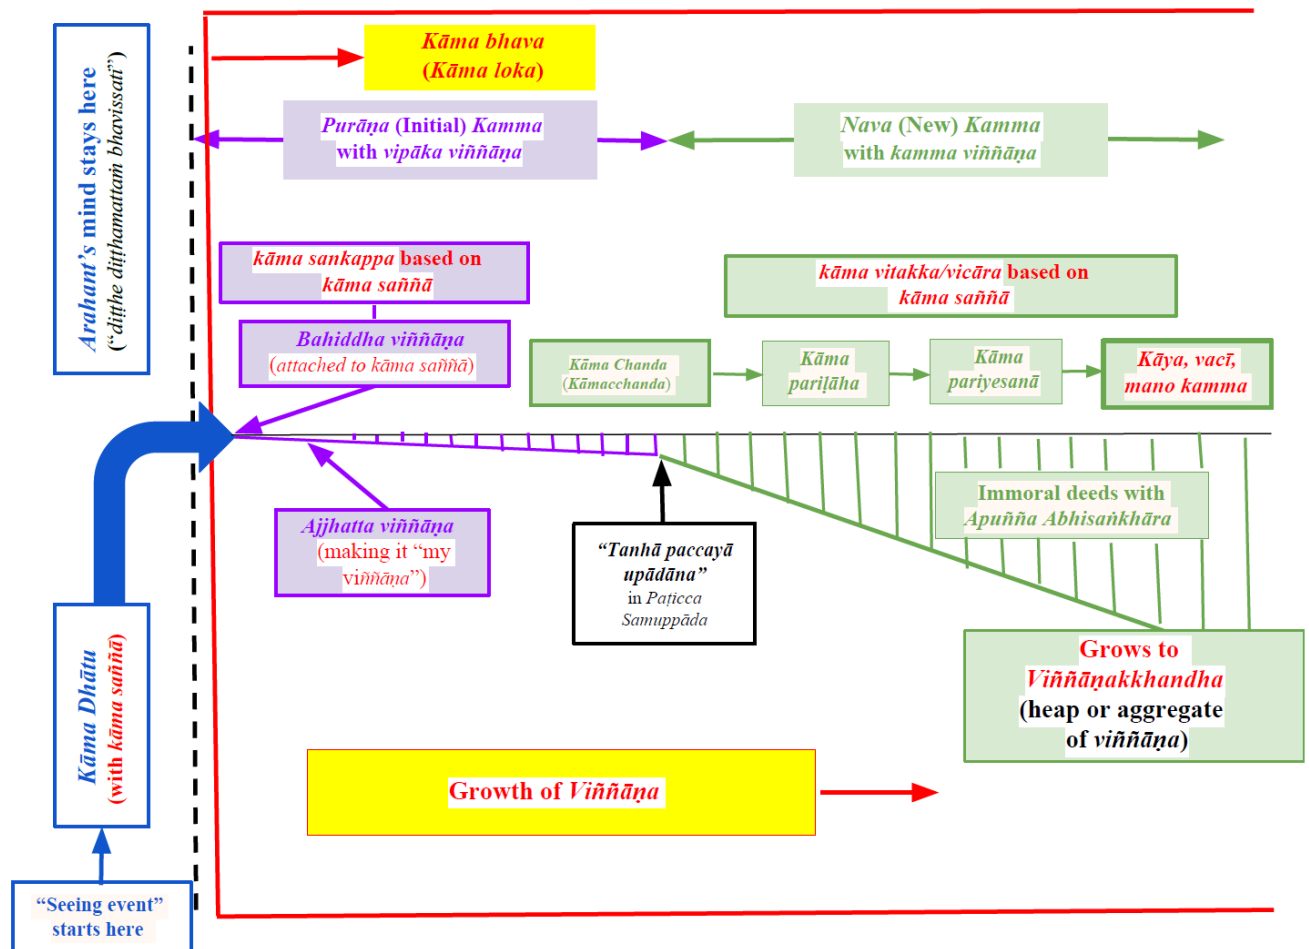 Arahant's mind stays here
("diṭṭhe diṭṭhamattaṁ bhavissati")
Kāma bhava
(Kāma loka)
Purāṇa (Initial) Kamma
with vipāka viññāṇa
Nava (New) Kamma
with kamma viññāṇa
kāma sankappa based on
kāma saññā
kāma vitakka/vicāra based on
kāma saññā
Bahiddha viññāṇa
(attached to kāma saññā)
Kāma Chanda
(Kāmacchanda)
Kāma
pariḷāha
Kāma
pariyesanā
Kāya, vacī,
mano kamma
Immoral deeds with
Apuñña Abhisaṅkhāra
Ajjhatta viññāṇa
(making it “my
viññāṇa”)
“Tanhā paccayā
upādāna”
in Paṭicca
Samuppāda
Kāma Dhātu
(with kāma saññā)
Grows to
Viññāṇakkhandha
(heap or aggregate
of viññāṇa)
Growth of Viññāṇa
“Seeing event”
starts here